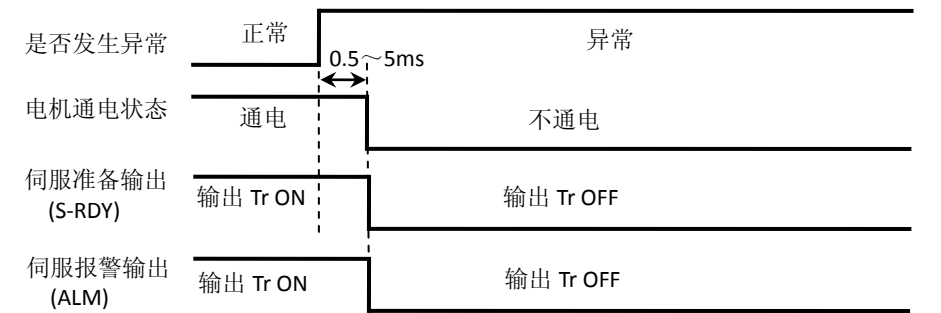 是否发生异常
正常
异常
0.5～5ms
电机通电状态
通电
不通电
伺服准备输出
(S-RDY)
输出 Tr ON
输出 Tr OFF
伺服报警输出
(ALM)
输出 Tr ON
输出 Tr OFF